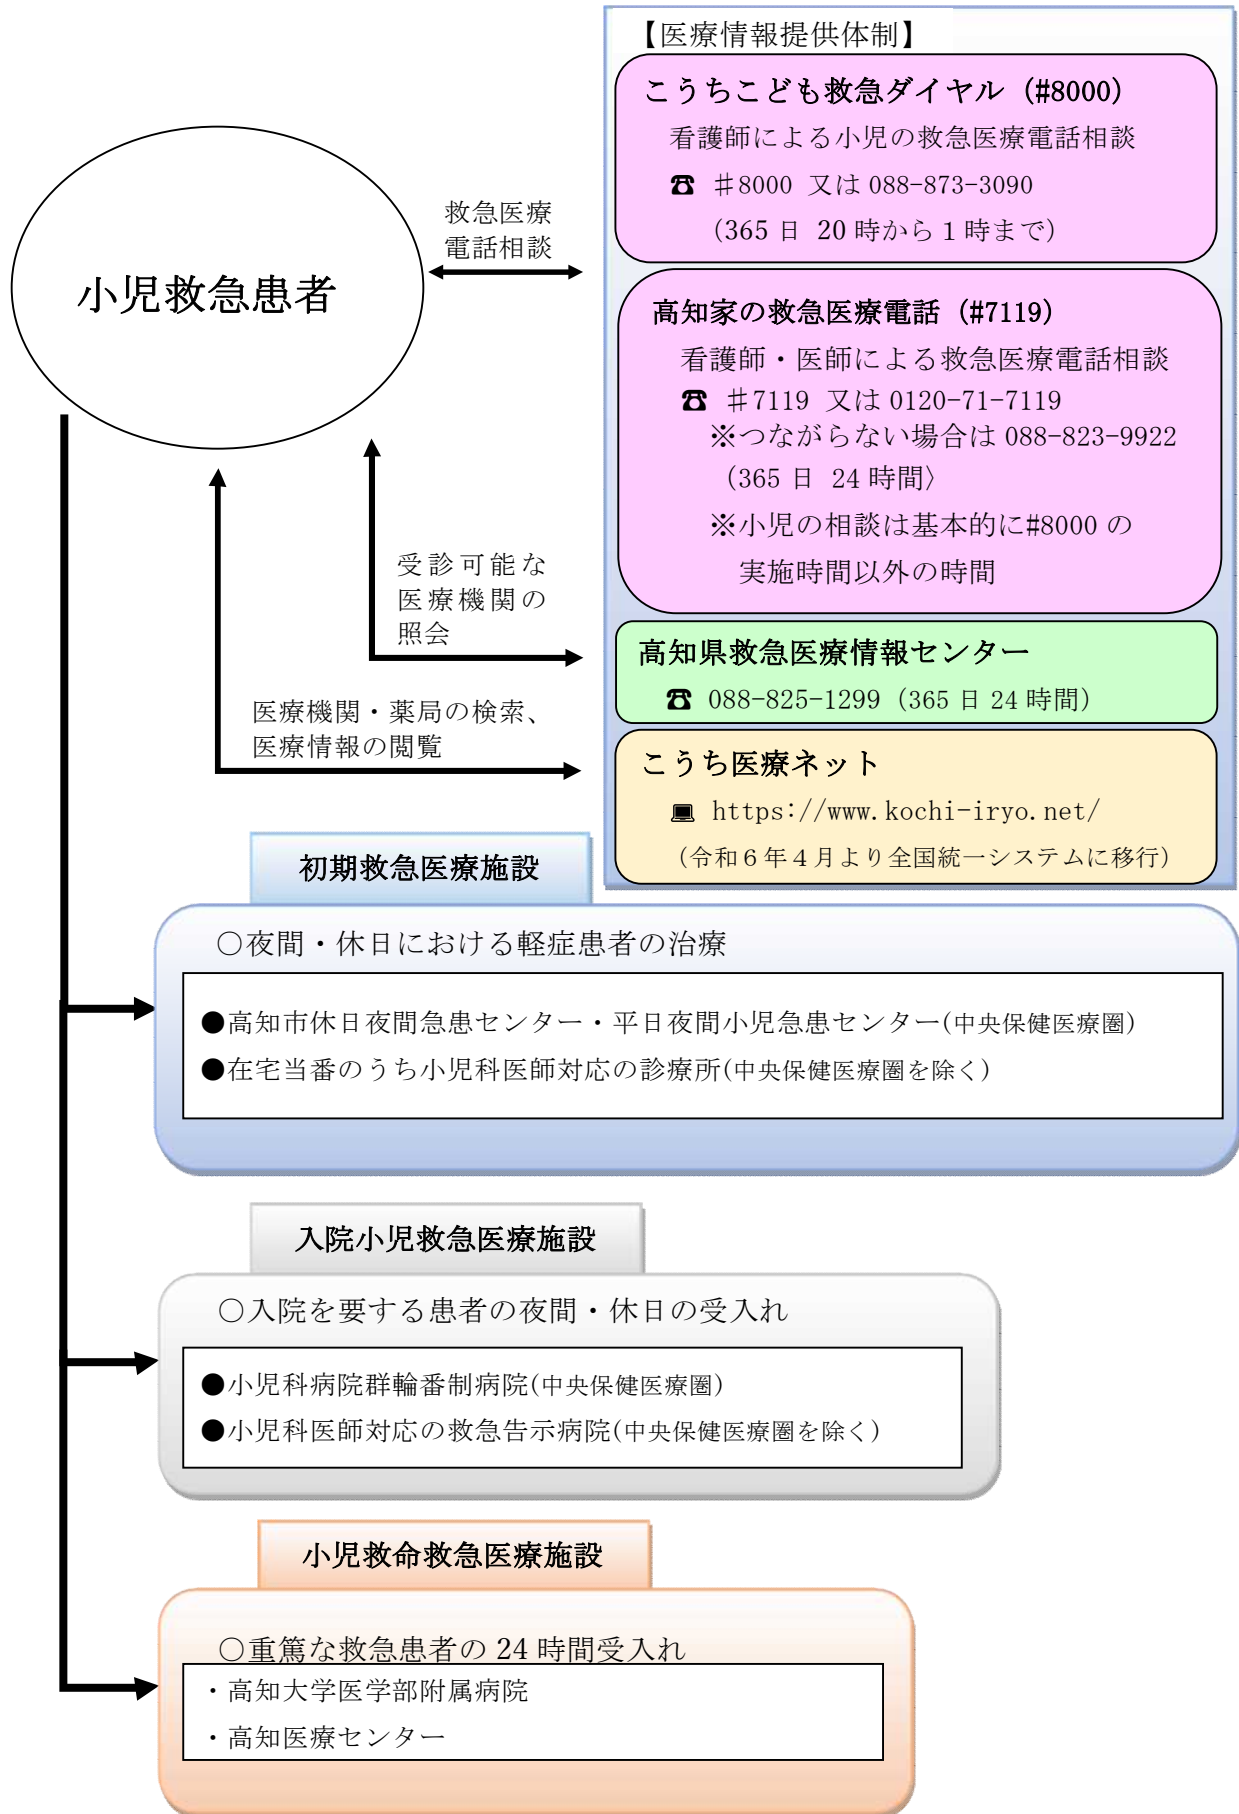 【医療情報提供体制】
こうちこども救急ダイヤル（#8000）
看護師による小児の救急医療電話相談
☎ ＃8000 又は 088-873-3090
（365 日 20 時から１時まで）
救急医療
電話相談
小児救急患者
高知家の救急医療電話（#7119）
看護師・医師による救急医療電話相談
☎ ＃7119 又は 0120-71-7119
※つながらない場合は 088-823-9922
（365 日 24 時間〉
※小児の相談は基本的に#8000 の
実施時間以外の時間
受診可能な
医療機関の
照会
高知県救急医療情報センター
☎ 088-825-1299（365 日 24 時間）
医療機関・薬局の検索、
医療情報の閲覧
こうち医療ネット
💻 https://www.kochi-iryo.net/
（令和６年４月より全国統一システムに移行）
初期救急医療施設
○夜間・休日における軽症患者の治療
●高知市休日夜間急患センター・平日夜間小児急患センター(中央保健医療圏)
●在宅当番のうち小児科医師対応の診療所(中央保健医療圏を除く)
入院小児救急医療施設
○入院を要する患者の夜間・休日の受入れ
●小児科病院群輪番制病院(中央保健医療圏)
●小児科医師対応の救急告示病院(中央保健医療圏を除く)
小児救命救急医療施設
○重篤な救急患者の 24 時間受入れ
・高知大学医学部附属病院
・高知医療センター